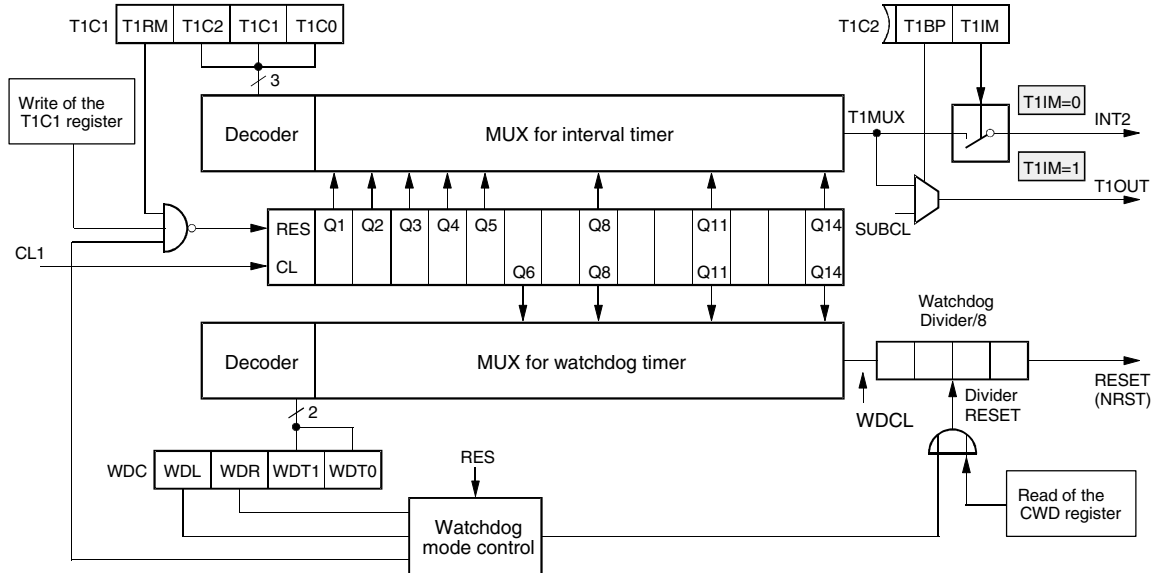 T1C1 T1RM T1C2 T1C1 T1C0
T1C2 T1BP T1IM
3
Write of the
T1C1 register
Decoder
MUX for interval timer
T1MUX
T1IM=0
INT2
T1IM=1
T1OUT
SUBCL
RES Q1 Q2 Q3 Q4 Q5 Q8 Q11 Q14
CL1
CL Q6 Q8 Q11 Q14
Watchdog
Divider/8
Decoder
MUX for watchdog timer
RESET
(NRST)
2
WDCL
Divider
RESET
WDC WDL WDR WDT1 WDT0
RES
Read of the
CWD register
Watchdog
mode control